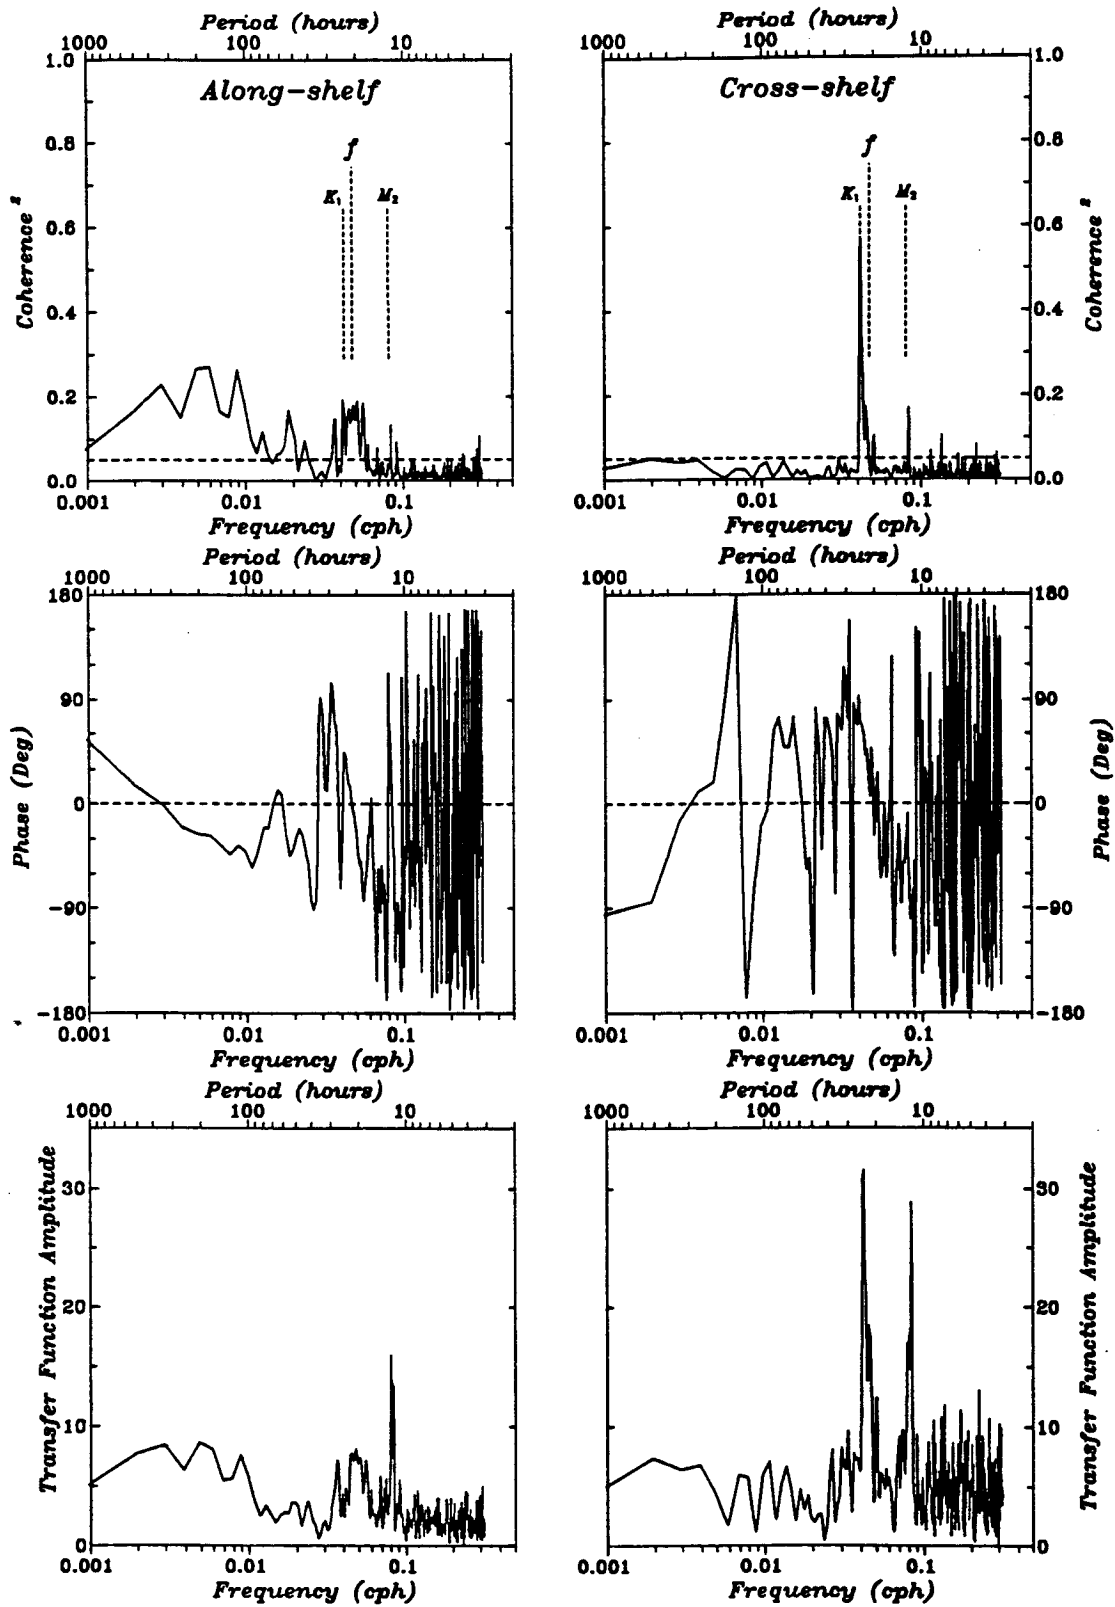 Period (hours) Period (hours)
1000 100 10 1000 100 10
1.0 Along-shelf Cross-shelf 1.0
0.8 0.8
f f
K1 M2 K1 M2
0.6 0.6
Coherence 2 Coherence 2
0.4 0.4
0.2 0.2
0.0 0.0
0.001 0.01 0.1 0.001 0.01 0.1
Frequency (cph) Frequency (cph)
Period (hours) Period (hours)
1000 100 10 1000 100 10
180 180
90 90
Phase (Deg) Phase (Deg)
0 0
-90 -90
-180 -180
0.001 0.01 0.1 0.001 0.01 0.1
Frequency (cph) Frequency (cph)
Period (hours) Period (hours)
1000 100 10 1000 100 10
Transfer Function Amplitude Transfer Function Amplitude
30 30
20 20
10 10
0 0
0.001 0.01 0.1 0.001 0.01 0.1
Frequency (cph) Frequency (cph)